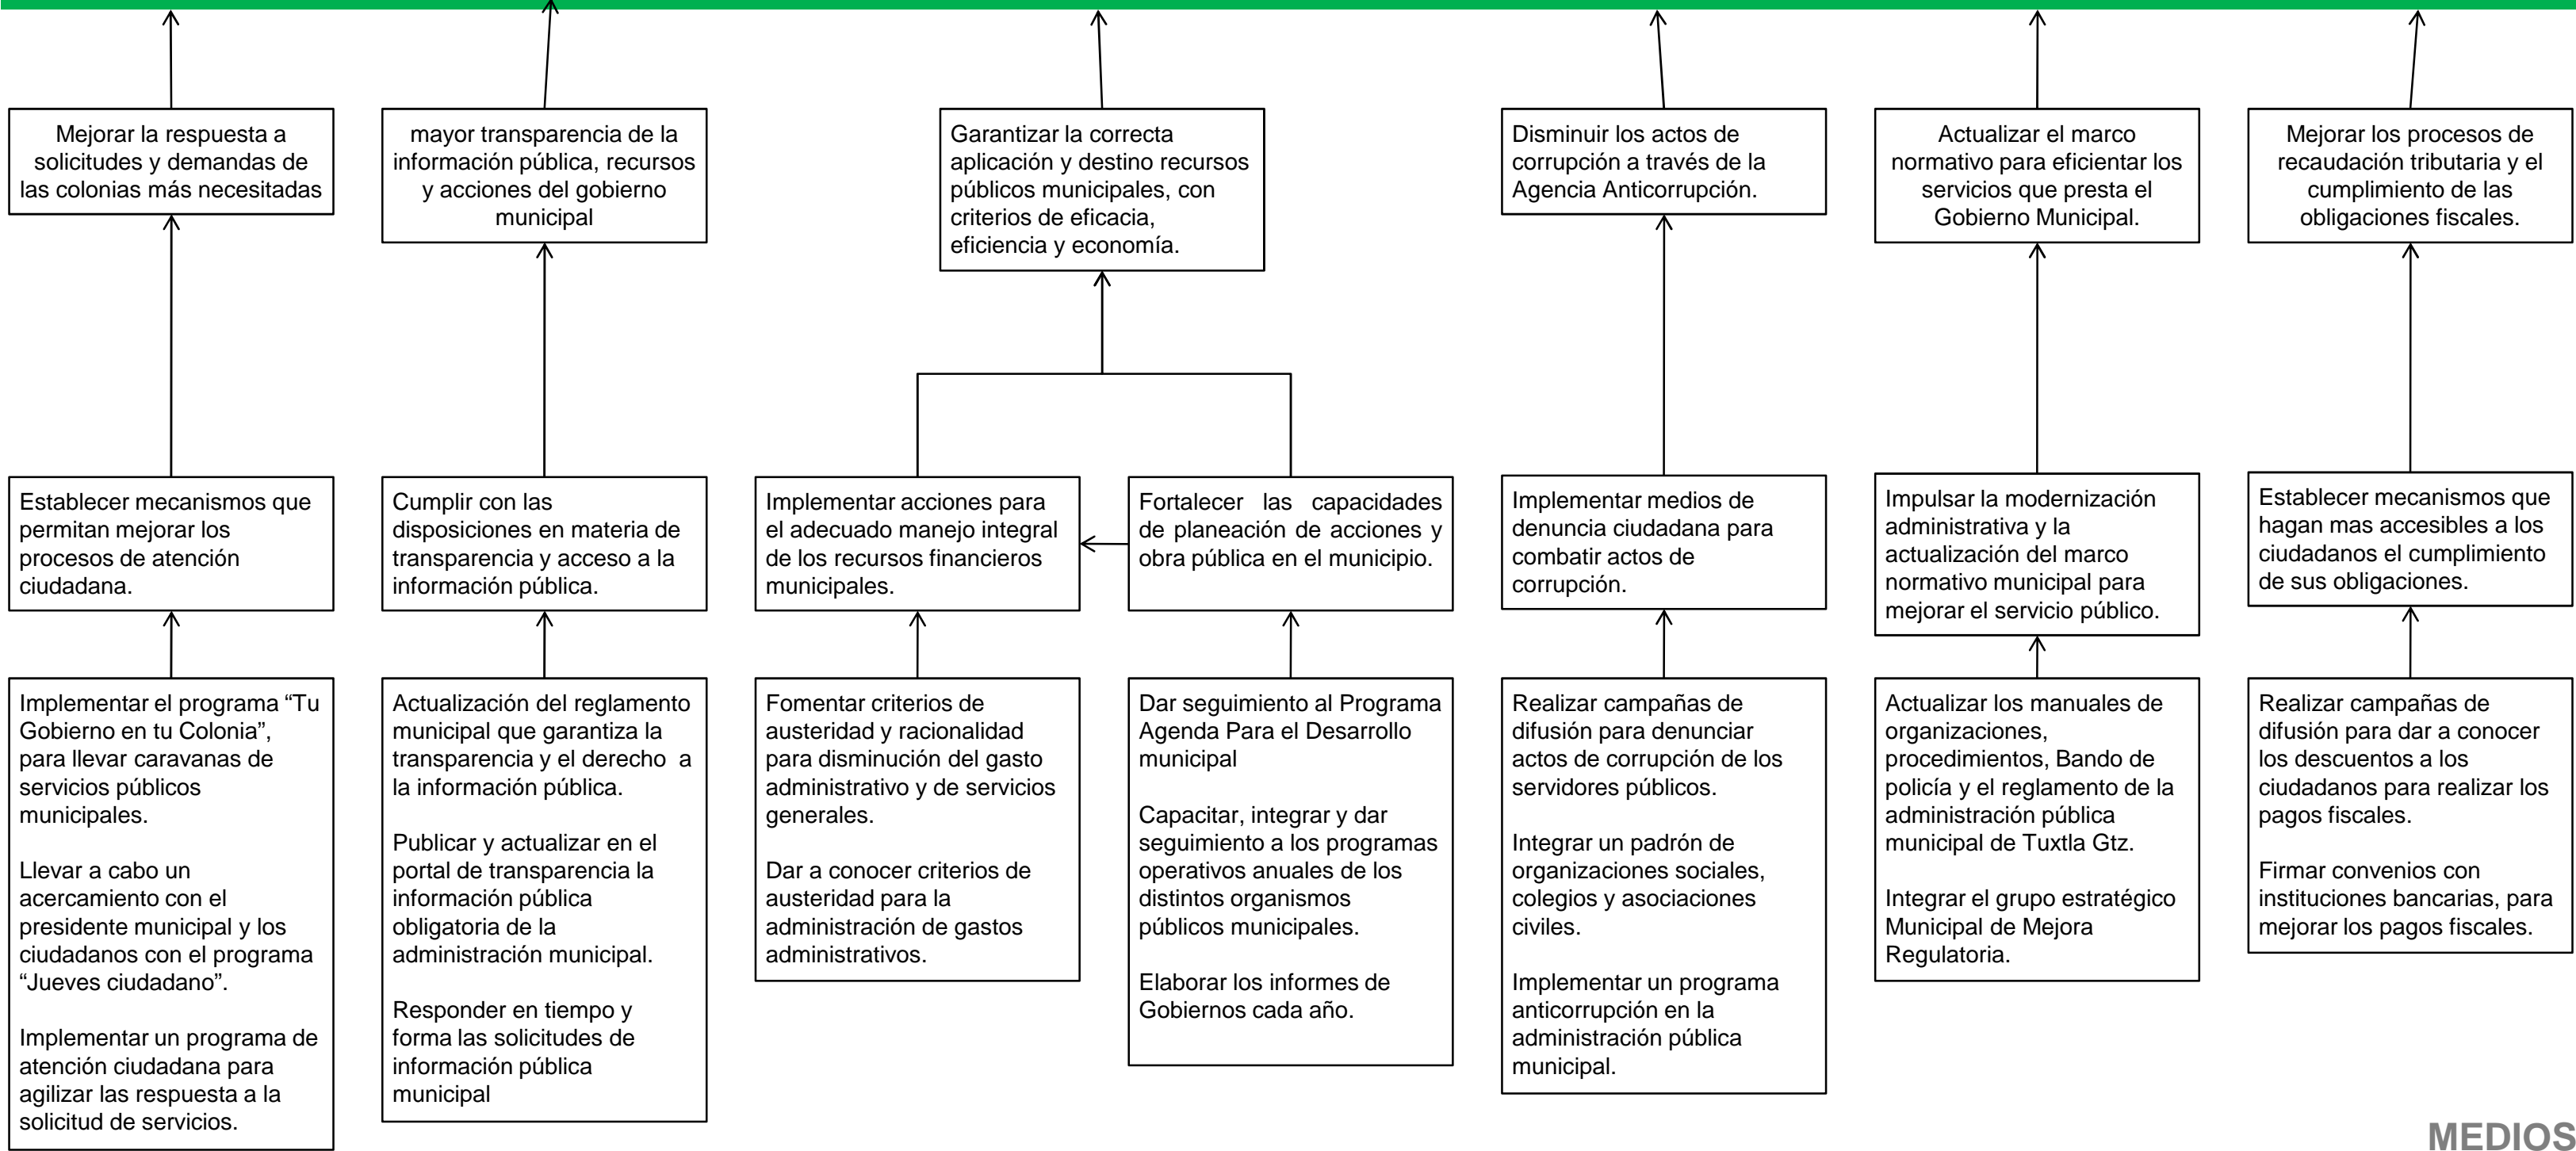 Mejorar la respuesta a
solicitudes y demandas de
las colonias más necesitadas
mayor transparencia de la
información pública, recursos
y acciones del gobierno
municipal
Garantizar la correcta
aplicación y destino recursos
públicos municipales, con
criterios de eficacia,
eficiencia y economía.
Disminuir los actos de
corrupción a través de la
Agencia Anticorrupción.
Actualizar el marco
normativo para eficientar los
servicios que presta el
Gobierno Municipal.
Mejorar los procesos de
recaudación tributaria y el
cumplimiento de las
obligaciones fiscales.
Establecer mecanismos que
permitan mejorar los
procesos de atención
ciudadana.
Cumplir con las
disposiciones en materia de
transparencia y acceso a la
información pública.
Implementar acciones para
el adecuado manejo integral
de los recursos financieros
municipales.
Fortalecer las capacidades
de planeación de acciones y
obra pública en el municipio.
Implementar medios de
denuncia ciudadana para
combatir actos de
corrupción.
Impulsar la modernización
administrativa y la
actualización del marco
normativo municipal para
mejorar el servicio público.
Establecer mecanismos que
hagan mas accesibles a los
ciudadanos el cumplimiento
de sus obligaciones.
Implementar el programa “Tu
Gobierno en tu Colonia”,
para llevar caravanas de
servicios públicos
municipales.
Llevar a cabo un
acercamiento con el
presidente municipal y los
ciudadanos con el programa
“Jueves ciudadano”.
Implementar un programa de
atención ciudadana para
agilizar las respuesta a la
solicitud de servicios.
Actualización del reglamento
municipal que garantiza la
transparencia y el derecho a
la información pública.
Publicar y actualizar en el
portal de transparencia la
información pública
obligatoria de la
administración municipal.
Responder en tiempo y
forma las solicitudes de
información pública
municipal
Fomentar criterios de
austeridad y racionalidad
para disminución del gasto
administrativo y de servicios
generales.
Dar a conocer criterios de
austeridad para la
administración de gastos
administrativos.
Dar seguimiento al Programa
Agenda Para el Desarrollo
municipal
Capacitar, integrar y dar
seguimiento a los programas
operativos anuales de los
distintos organismos
públicos municipales.
Elaborar los informes de
Gobiernos cada año.
Realizar campañas de
difusión para denunciar
actos de corrupción de los
servidores públicos.
Integrar un padrón de
organizaciones sociales,
colegios y asociaciones
civiles.
Implementar un programa
anticorrupción en la
administración pública
municipal.
Actualizar los manuales de
organizaciones,
procedimientos, Bando de
policía y el reglamento de la
administración pública
municipal de Tuxtla Gtz.
Integrar el grupo estratégico
Municipal de Mejora
Regulatoria.
Realizar campañas de
difusión para dar a conocer
los descuentos a los
ciudadanos para realizar los
pagos fiscales.
Firmar convenios con
instituciones bancarias, para
mejorar los pagos fiscales.
MEDIOS